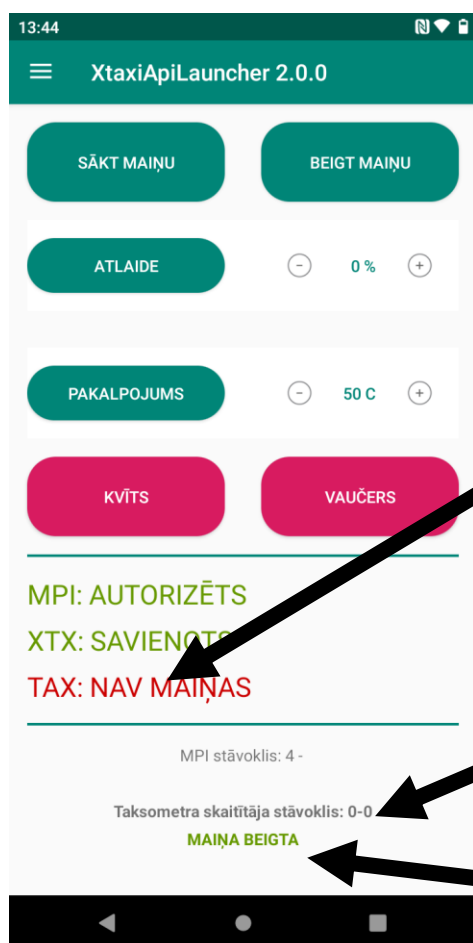 13:44
XtaxiApiLauncher 2.0.0
SĀKT MAIŅU BEIGT MAIŅU
ATLAIDE - 0 % +
PAKALPOJUMS - 50 C +
KVĪTS VAUČERS
MPI: AUTORIZĒTS
XTX: SAVIENOTS
TAX: NAV MAIŅAS
MPI stāvoklis: 4 -
Taksometra skaitītāja stāvoklis: 0-0
MAIŅA BEIGTA